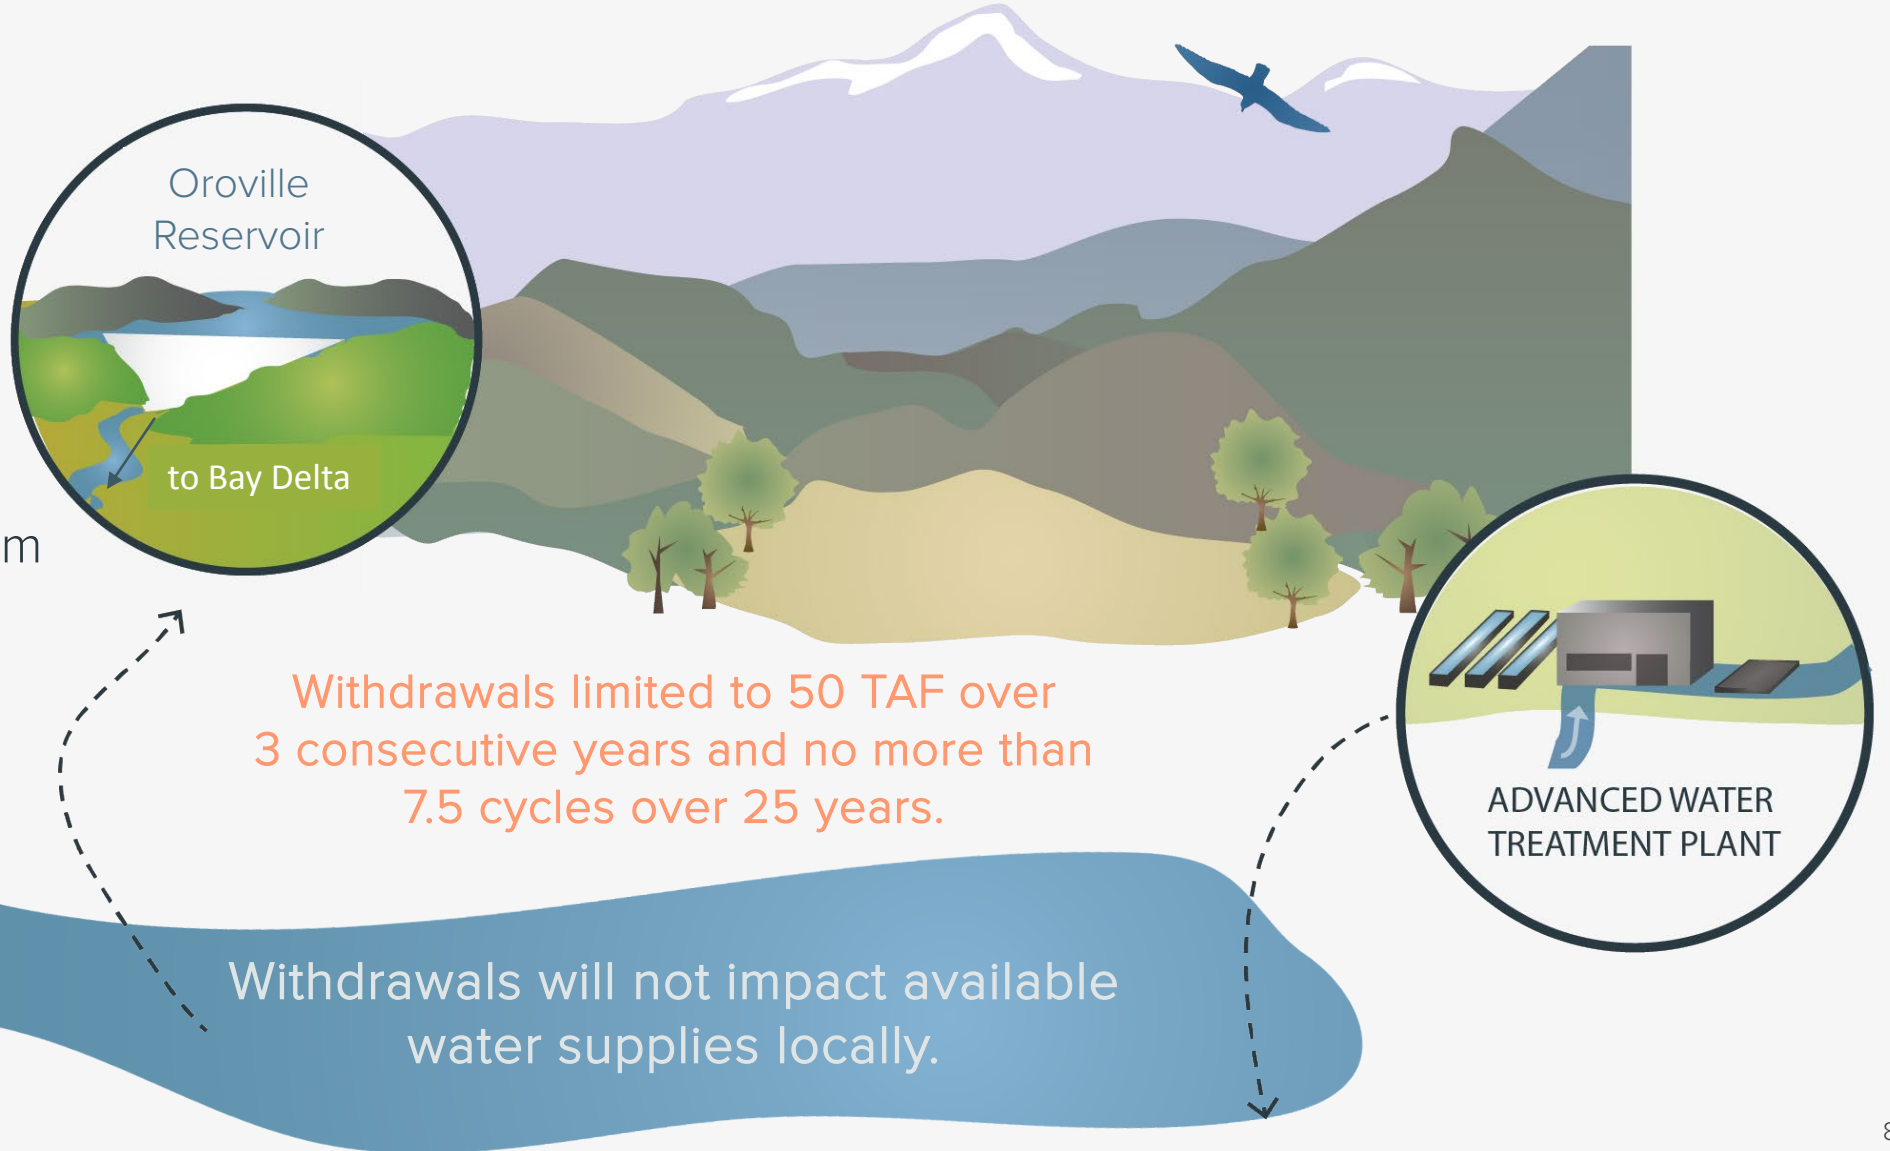 Oroville
Reservoir
to Bay Delta
m
Withdrawals limited to 50 TAF over
3 consecutive years and no more than
7.5 cycles over 25 years.
ADVANCED WATER
TREATMENT PLANT
Withdrawals will not impact available
water supplies locally.
8